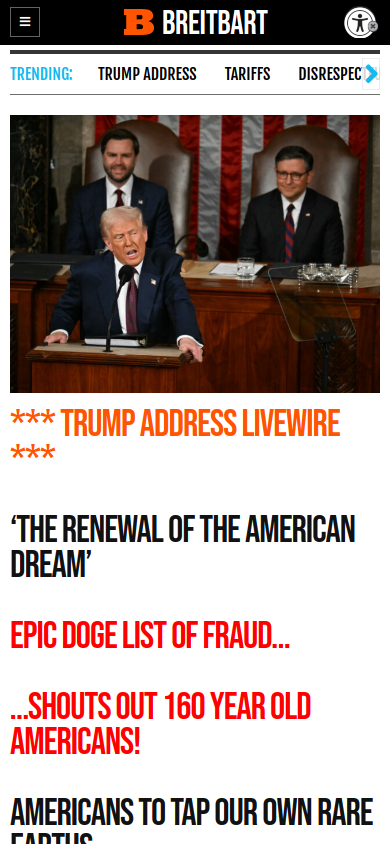 BREITBART
TRENDING:
TRUMP ADDRESS
TARIFFS
DISRESPEC
*** TRUMP ADDRESS LIVEWIRE
***
‘THE RENEWAL OF THE AMERICAN
DREAM’
EPIC DOGE LIST OF FRAUD...
...SHOUTS OUT 160 YEAR OLD
AMERICANS!
AMERICANS TO TAP OUR OWN RARE
EARTHS